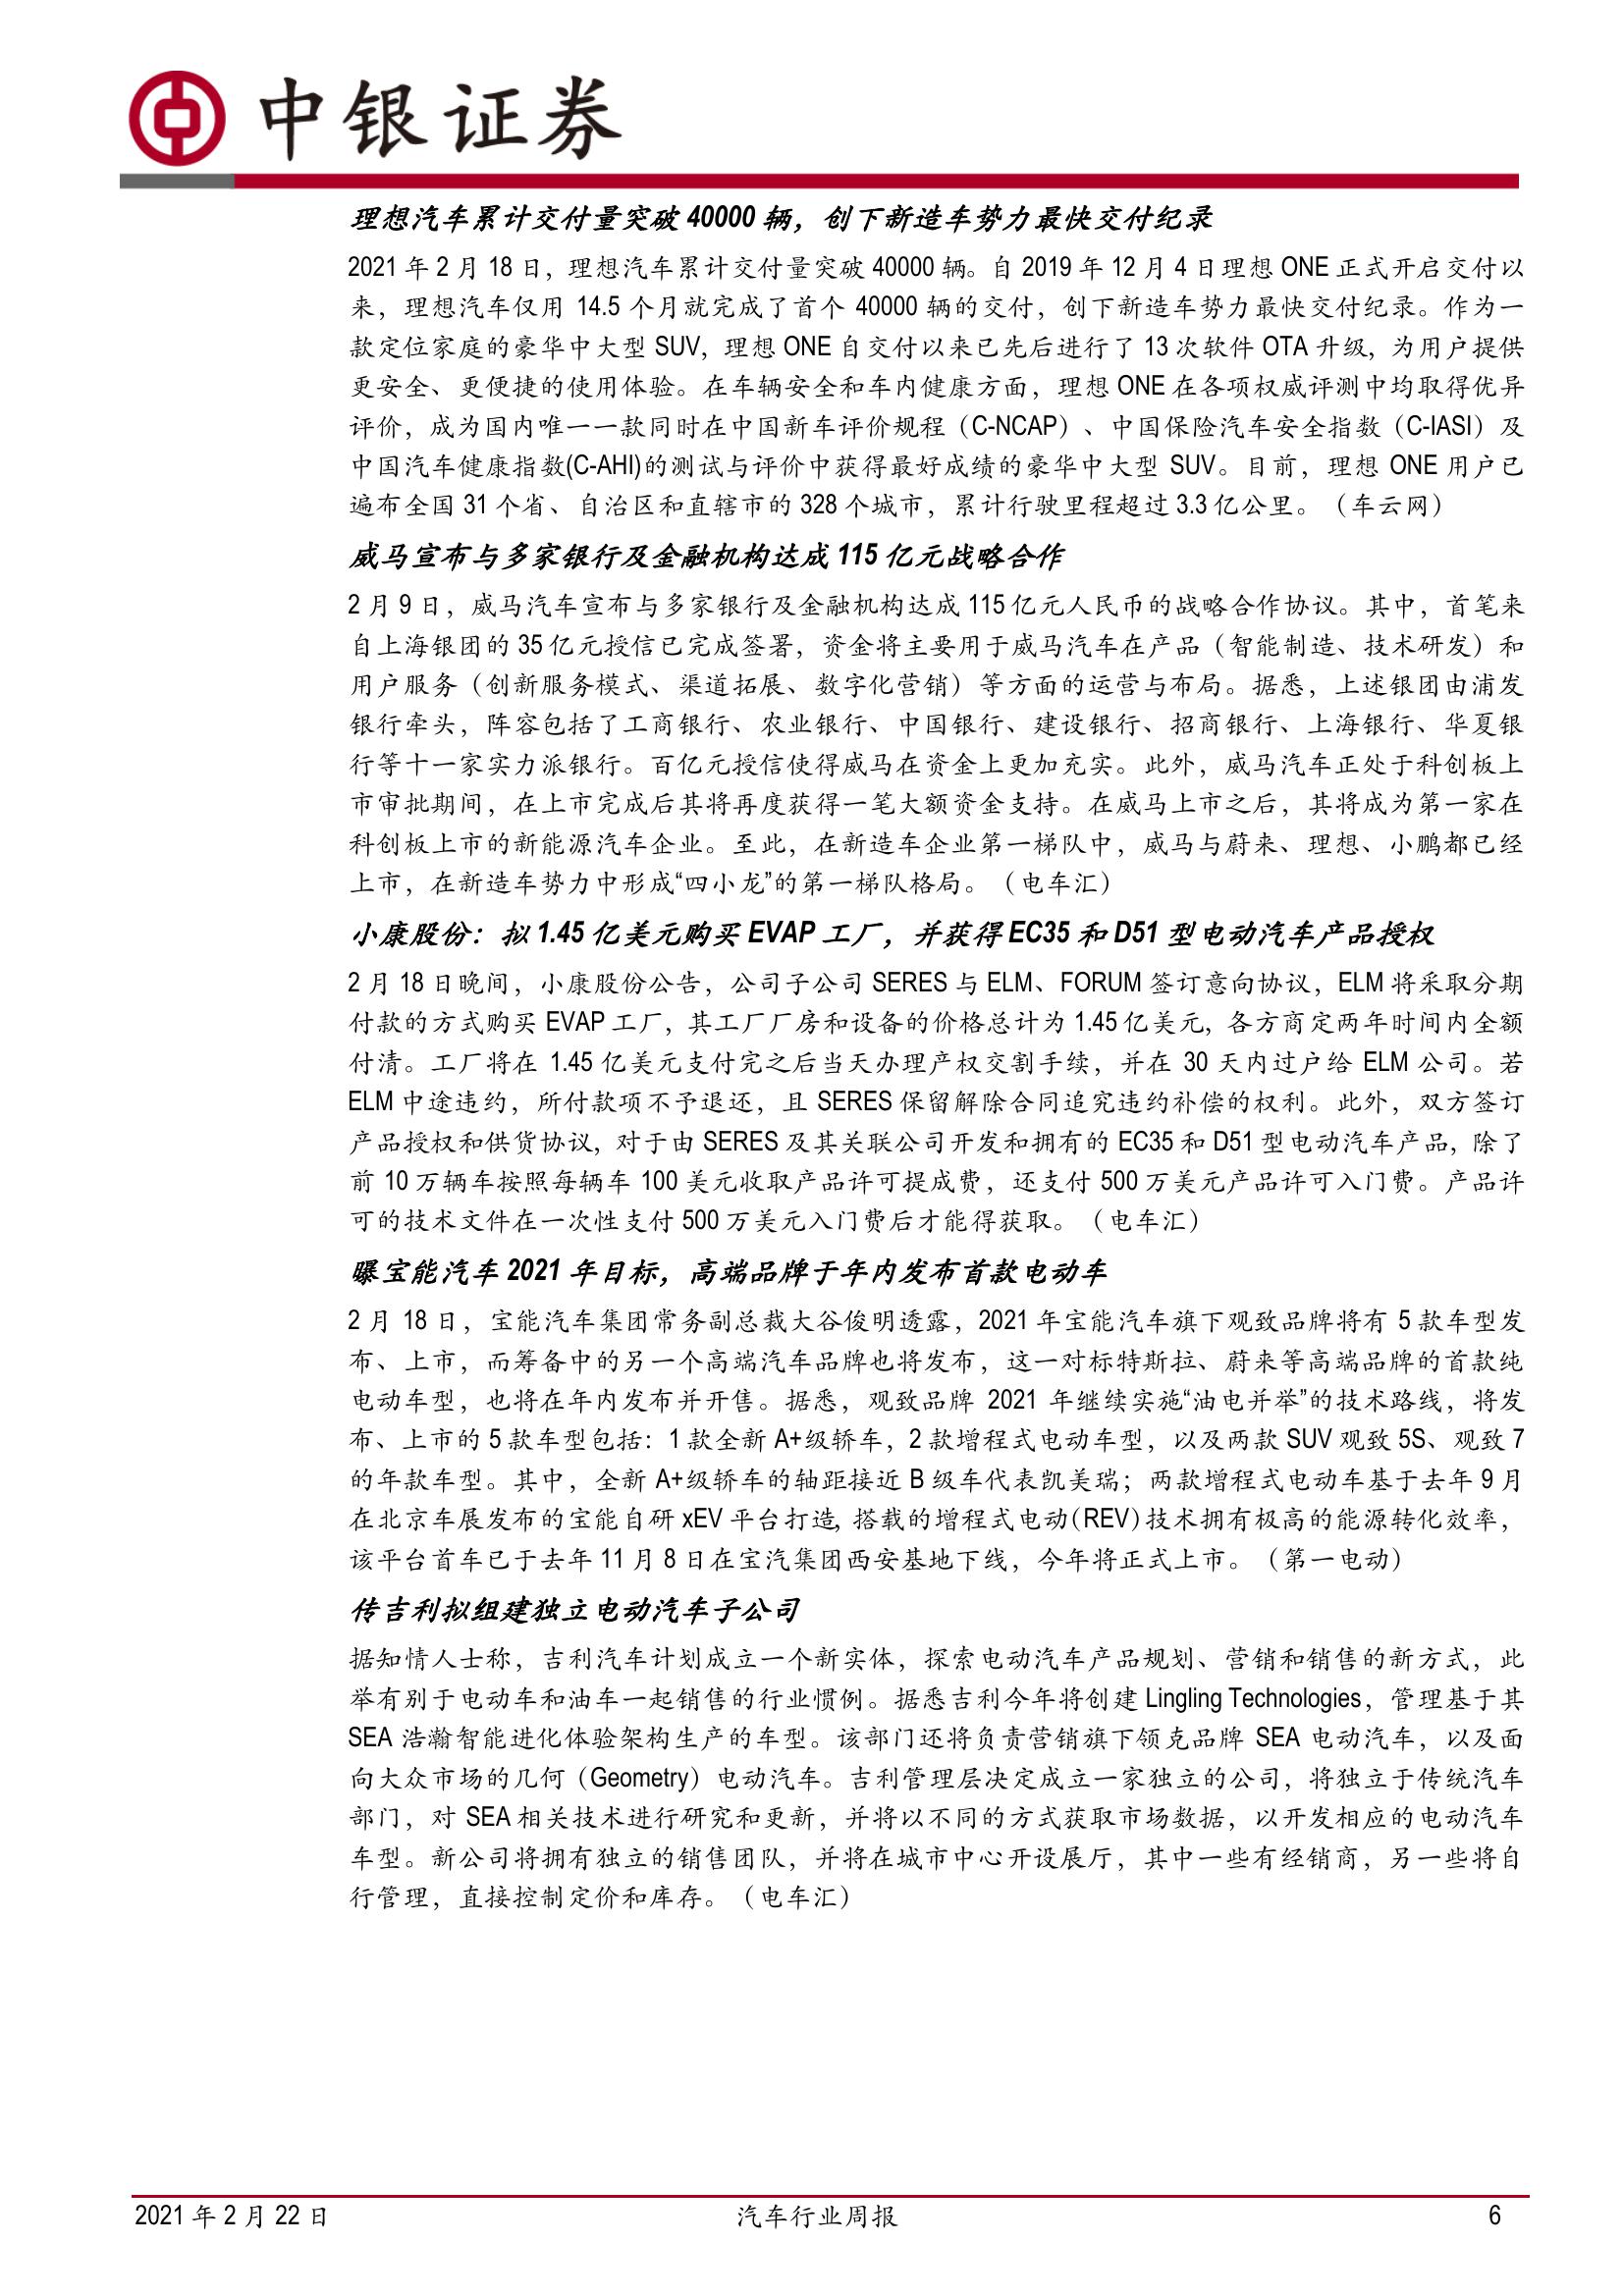 中银证券
理想汽车累计交付量突破 40000 辆，创下新造车势力最快交付纪录
2021 年 2 月 18 日，理想汽车累计交付量突破 40000 辆。自 2019 年 12 月 4 日理想 ONE 正式开启交付以
来，理想汽车仅用 14.5 个月就完成了首个 40000 辆的交付，创下新造车势力最快交付纪录。作为一
款定位家庭的豪华中大型 SUV，理想 ONE 自交付以来已先后进行了 13 次软件 OTA 升级，为用户提供
更安全、更便捷的使用体验。在车辆安全和车内健康方面，理想 ONE 在各项权威评测中均取得优异
评价，成为国内唯一一款同时在中国新车评价规程（C-NCAP）、中国保险汽车安全指数（C-IASI）及
中国汽车健康指数(C-AHI)的测试与评价中获得最好成绩的豪华中大型 SUV。目前，理想 ONE 用户已
遍布全国 31 个省、自治区和直辖市的 328 个城市，累计行驶里程超过 3.3 亿公里。（车云网）
威马宣布与多家银行及金融机构达成 115 亿元战略合作
2 月 9 日，威马汽车宣布与多家银行及金融机构达成 115 亿元人民币的战略合作协议。其中，首笔来
自上海银团的 35 亿元授信已完成签署，资金将主要用于威马汽车在产品（智能制造、技术研发）和
用户服务（创新服务模式、渠道拓展、数字化营销）等方面的运营与布局。据悉，上述银团由浦发
银行牵头，阵容包括了工商银行、农业银行、中国银行、建设银行、招商银行、上海银行、华夏银
行等十一家实力派银行。百亿元授信使得威马在资金上更加充实。此外，威马汽车正处于科创板上
市审批期间，在上市完成后其将再度获得一笔大额资金支持。在威马上市之后，其将成为第一家在
科创板上市的新能源汽车企业。至此，在新造车企业第一梯队中，威马与蔚来、理想、小鹏都已经
上市，在新造车势力中形成“四小龙”的第一梯队格局。（电车汇）
小康股份：拟 1.45 亿美元购买 EVAP 工厂，并获得 EC35 和 D51 型电动汽车产品授权
2 月 18 日晚间，小康股份公告，公司子公司 SERES 与 ELM、FORUM 签订意向协议，ELM 将采取分期
付款的方式购买 EVAP 工厂，其工厂厂房和设备的价格总计为 1.45 亿美元，各方商定两年时间内全额
付清。工厂将在 1.45 亿美元支付完之后当天办理产权交割手续，并在 30 天内过户给 ELM 公司。若
ELM 中途违约，所付款项不予退还，且 SERES 保留解除合同追究违约补偿的权利。此外，双方签订
产品授权和供货协议，对于由 SERES 及其关联公司开发和拥有的 EC35 和 D51 型电动汽车产品，除了
前 10 万辆车按照每辆车 100 美元收取产品许可提成费，还支付 500 万美元产品许可入门费。产品许
可的技术文件在一次性支付 500 万美元入门费后才能得获取。（电车汇）
曝宝能汽车 2021 年目标，高端品牌于年内发布首款电动车
2 月 18 日，宝能汽车集团常务副总裁大谷俊明透露，2021 年宝能汽车旗下观致品牌将有 5 款车型发
布、上市，而筹备中的另一个高端汽车品牌也将发布，这一对标特斯拉、蔚来等高端品牌的首款纯
电动车型，也将在年内发布并开售。据悉，观致品牌 2021 年继续实施“油电并举”的技术路线，将发
布、上市的 5 款车型包括：1 款全新 A+级轿车，2 款增程式电动车型，以及两款 SUV 观致 5S、观致 7
的年款车型。其中，全新 A+级轿车的轴距接近 B 级车代表凯美瑞；两款增程式电动车基于去年 9 月
在北京车展发布的宝能自研 xEV 平台打造，搭载的增程式电动（REV）技术拥有极高的能源转化效率，
该平台首车已于去年 11 月 8 日在宝汽集团西安基地下线，今年将正式上市。（第一电动）
传吉利拟组建独立电动汽车子公司
据知情人士称，吉利汽车计划成立一个新实体，探索电动汽车产品规划、营销和销售的新方式，此
举有别于电动车和油车一起销售的行业惯例。据悉吉利今年将创建 Lingling Technologies，管理基于其
SEA 浩瀚智能进化体验架构生产的车型。该部门还将负责营销旗下领克品牌 SEA 电动汽车，以及面
向大众市场的几何（Geometry）电动汽车。吉利管理层决定成立一家独立的公司，将独立于传统汽车
部门，对 SEA 相关技术进行研究和更新，并将以不同的方式获取市场数据，以开发相应的电动汽车
车型。新公司将拥有独立的销售团队，并将在城市中心开设展厅，其中一些有经销商，另一些将自
行管理，直接控制定价和库存。（电车汇）
2021 年 2 月 22 日
汽车行业周报
6